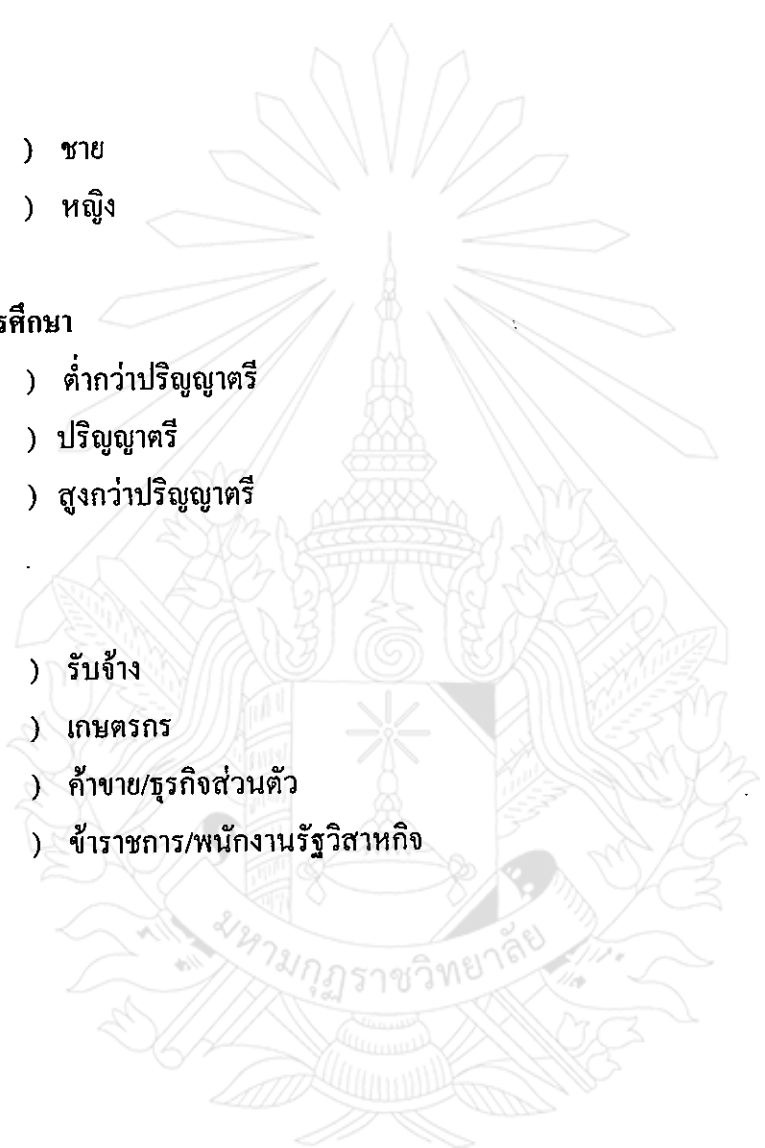 ) ชาย
) หญิง
รศึกษา
) ต่ำกว่าปริญญาตรี
) ปริญญาตรี
) สูงกว่าปริญญาตรี
) รับจ้าง
) เกษตรกร
) ค้าขาย/ธุรกิจส่วนตัว
) ข้าราชการ/พนักงานรัฐวิสาหกิจ
มหามกุฏราชวิทยาลัย